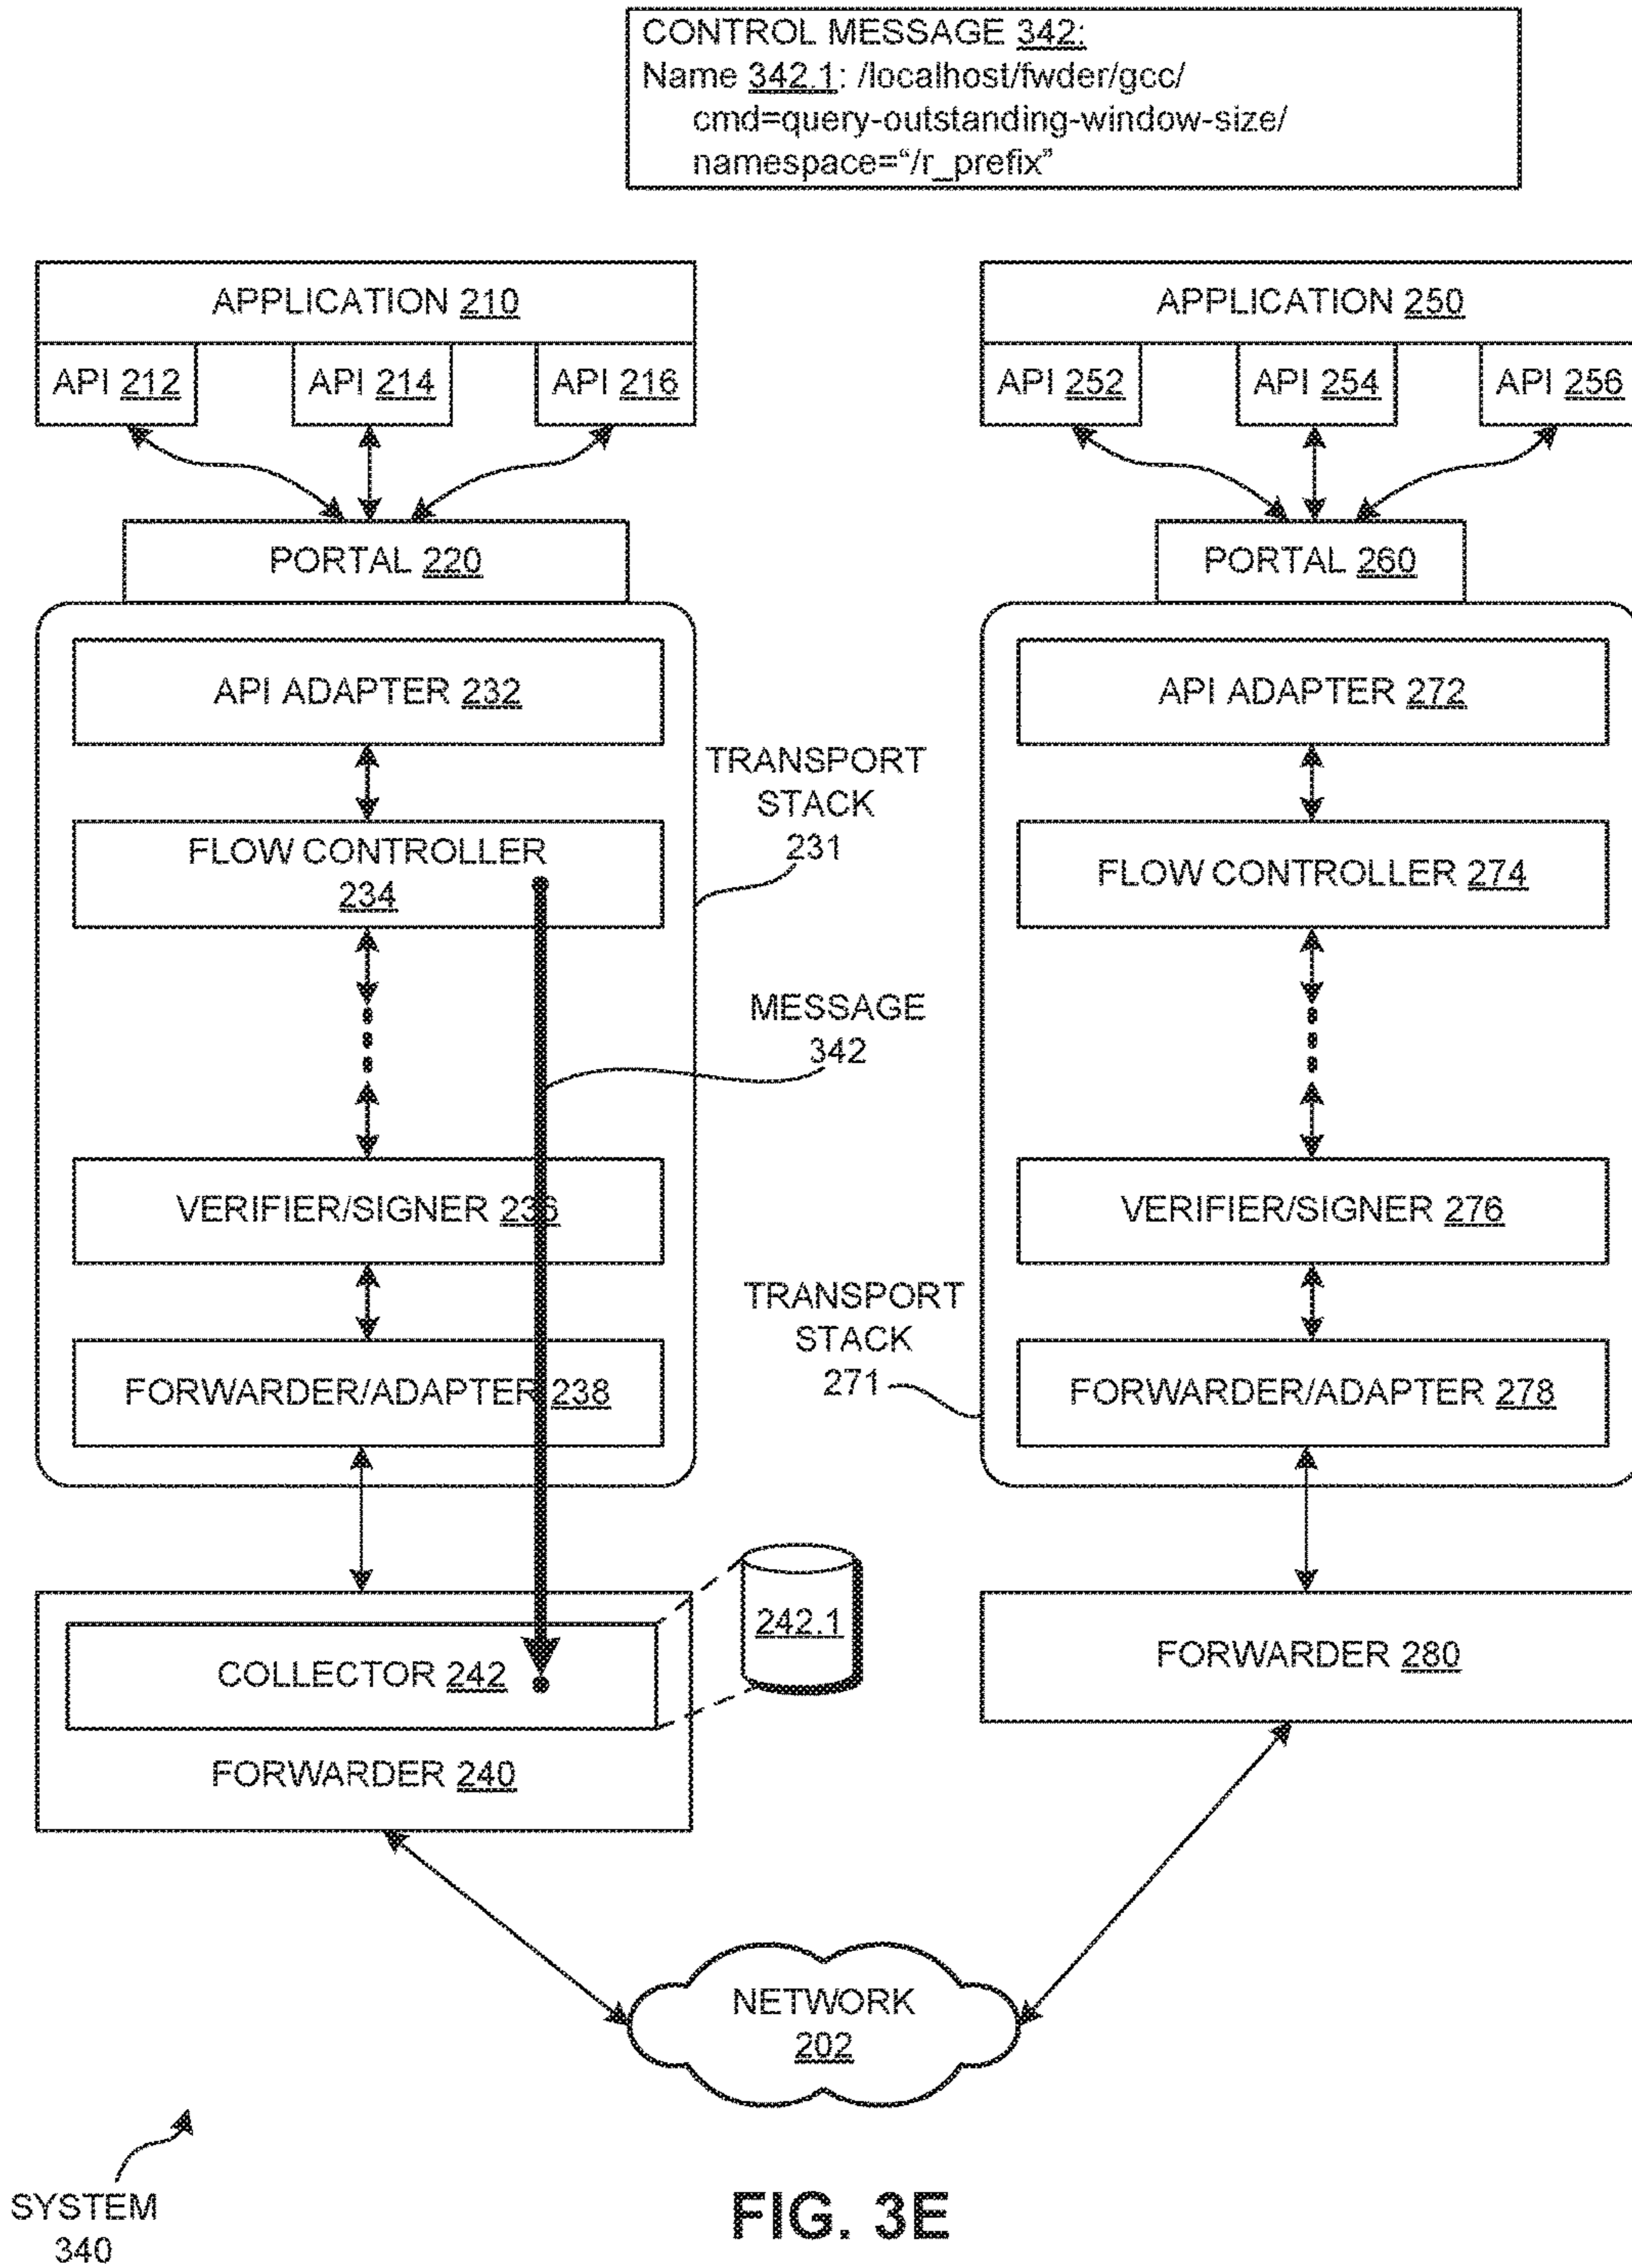 CONTROL MESSAGE 342:
Name 342.1: /localhost/fwder/gcc/
cmd=query-outstanding-window-size/
namespace=“/r_prefix”
APPLICATION 210
API 212
API 214
API 216
PORTAL 220
API ADAPTER 232
FLOW CONTROLLER
234
VERIFIER/SIGNER 236
FORWARDER/ADAPTER 238
TRANSPORT
STACK
231
MESSAGE
342
COLLECTOR 242
242.1
FORWARDER 240
APPLICATION 250
API 252
API 254
API 256
PORTAL 260
API ADAPTER 272
FLOW CONTROLLER 274
VERIFIER/SIGNER 276
FORWARDER/ADAPTER 278
TRANSPORT
STACK
271
FORWARDER 280
NETWORK
202
SYSTEM
340
FIG. 3E